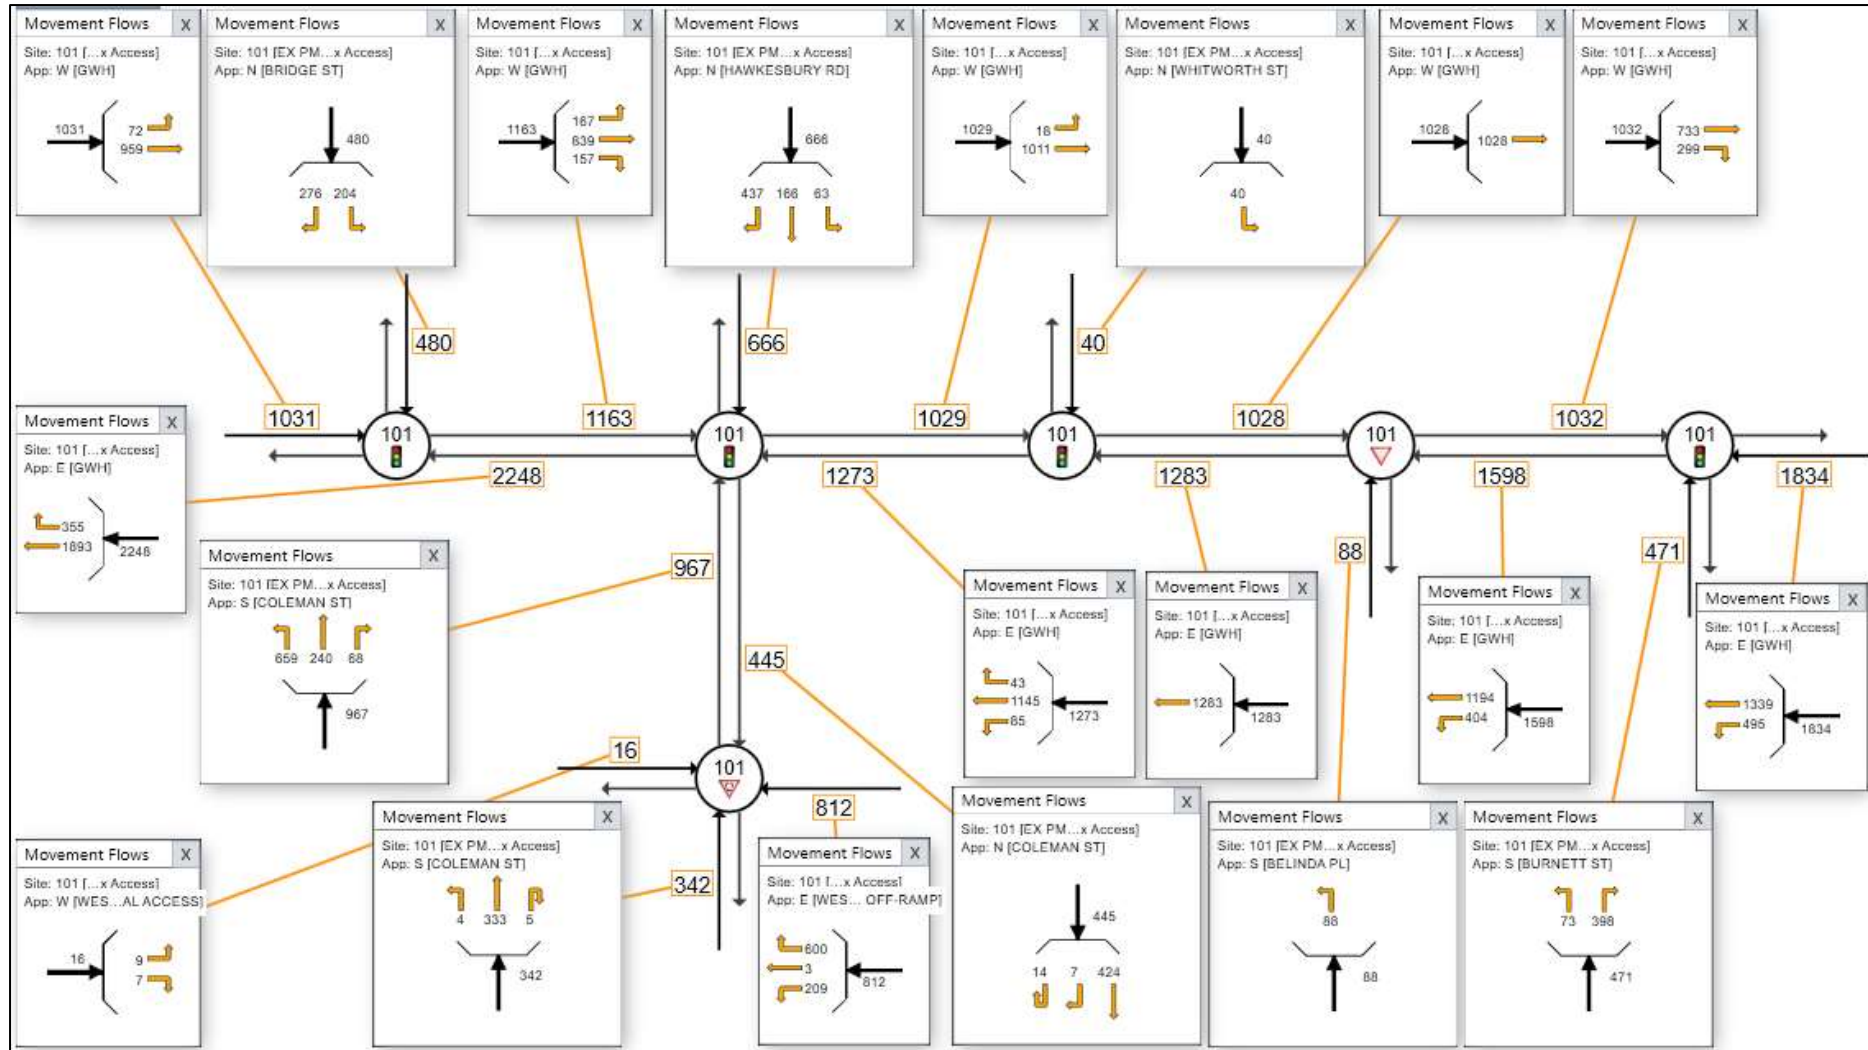 Movement Flows X
Site: 101 [...x Access]
App: W [GWH]
1031
72
959
Movement Flows X
Site: 101 [EX PM...x Access]
App: N [BRIDGE ST]
480
276 204
Movement Flows X
Site: 101 [...x Access]
App: W [GWH]
1163
167
839
157
Movement Flows X
Site: 101 [EX PM...x Access]
App: N [HAWKESBURY RD]
666
437 166 63
Movement Flows X
Site: 101 [...x Access]
App: W [GWH]
1029
18
1011
Movement Flows X
Site: 101 [EX PM...x Access]
App: N [WHITWORTH ST]
40
40
Movement Flows X
Site: 101 [...x Access]
App: W [GWH]
1028
1028
Movement Flows X
Site: 101 [...x Access]
App: W [GWH]
1032
733
299
480
666
40
1031
1163
1029
1028
1032
101
101
101
101
101
2248
1273
1283
1598
1834
Movement Flows X
Site: 101 [...x Access]
App: E [GWH]
355
1893
2248
Movement Flows X
Site: 101 [EX PM...x Access]
App: S [COLEMAN ST]
659 240 68
967
967
88
471
Movement Flows X
Site: 101 [...x Access]
App: E [GWH]
43
1145
85
1273
Movement Flows X
Site: 101 [...x Access]
App: E [GWH]
1283
1283
Movement Flows X
Site: 101 [...x Access]
App: E [GWH]
1194
404
1598
Movement Flows X
Site: 101 [...x Access]
App: E [GWH]
1339
495
1834
445
16
101
812
342
Movement Flows X
Site: 101 [...x Access]
App: W [WES...AL ACCESS]
16
9
7
Movement Flows X
Site: 101 [EX PM...x Access]
App: S [COLEMAN ST]
4 333 5
342
Movement Flows X
Site: 101 [...x Access]
App: E [WES... OFF-RAMP]
600
3
209
812
Movement Flows X
Site: 101 [EX PM...x Access]
App: N [COLEMAN ST]
445
14 7 424
Movement Flows X
Site: 101 [EX PM...x Access]
App: S [BELINDA PL]
88
88
Movement Flows X
Site: 101 [EX PM...x Access]
App: S [BURNETT ST]
73 398
471